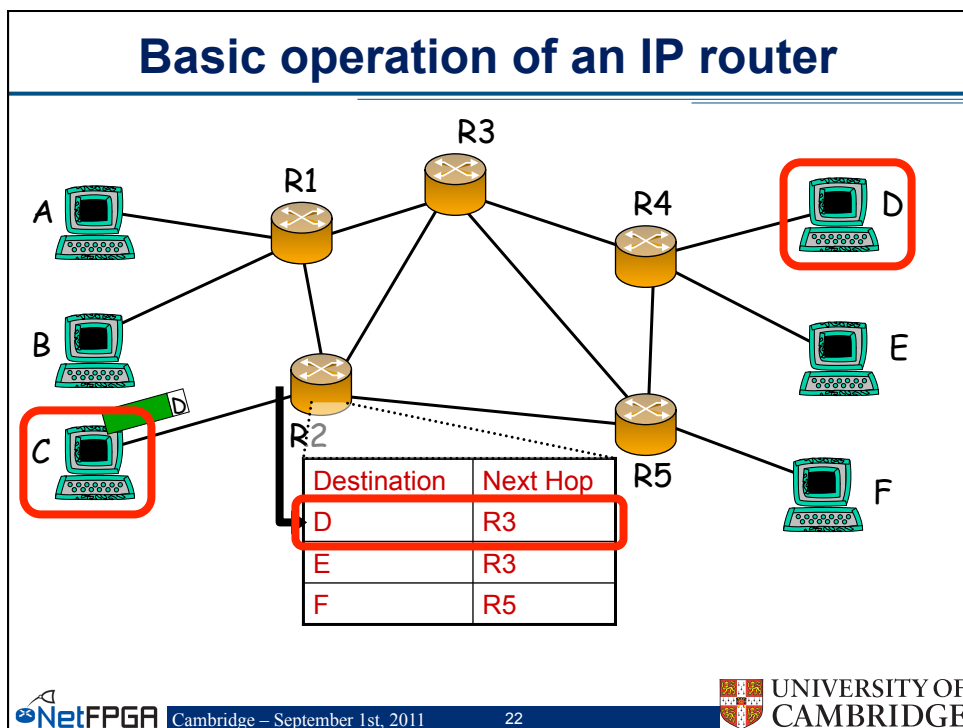 Basic operation of an IP router
R3
R1
R4
A
D
B
E
D
C
R2
R5
F
Destination Next Hop
D R3
E R3
F R5
NetFPGA
Cambridge – September 1st, 2011
22
UNIVERSITY OF
CAMBRIDGE